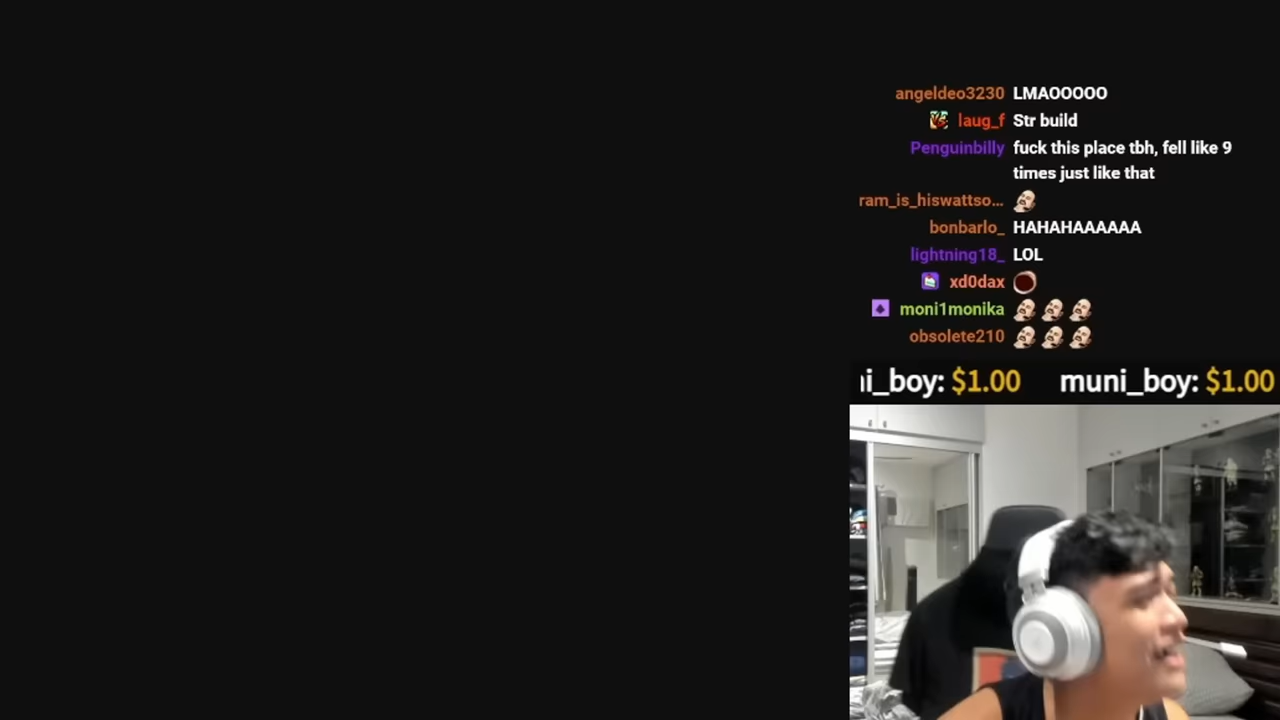 angeldeo3230 LMAOOOOO
laug_f Str build
Penguinbilly fuck this place tbh, fell like 9
times just like that
ram_is_hiswattso...
bonbarlo_ HAHAHAAAAAA
lightning18_ LOL
xd0dax
moni1monika
obsolete210
ni_boy: $1.00 muni_boy: $1.00